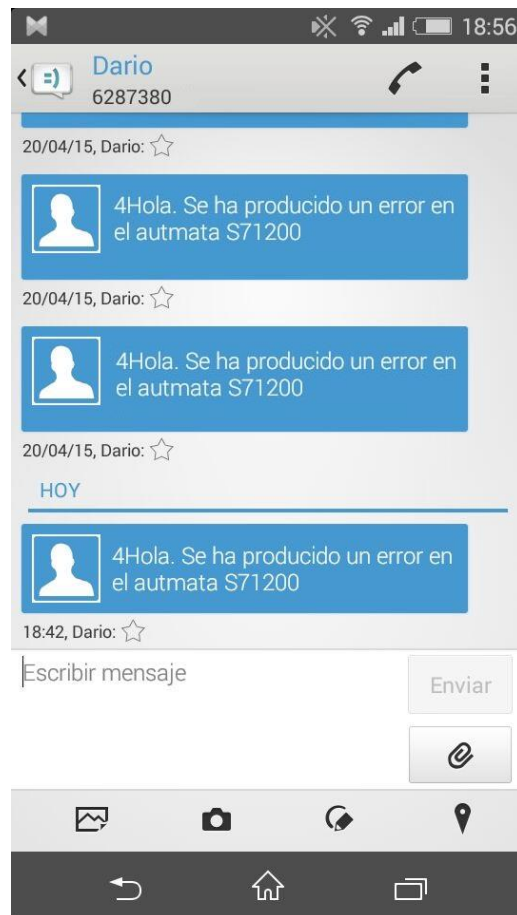 18:56
Dario
6287380
20/04/15, Dario:
4Hola. Se ha producido un error en
el autmata S71200
20/04/15, Dario:
4Hola. Se ha producido un error en
el autmata S71200
20/04/15, Dario:
HOY
4Hola. Se ha producido un error en
el autmata S71200
18:42, Dario:
Escribir mensaje
Enviar